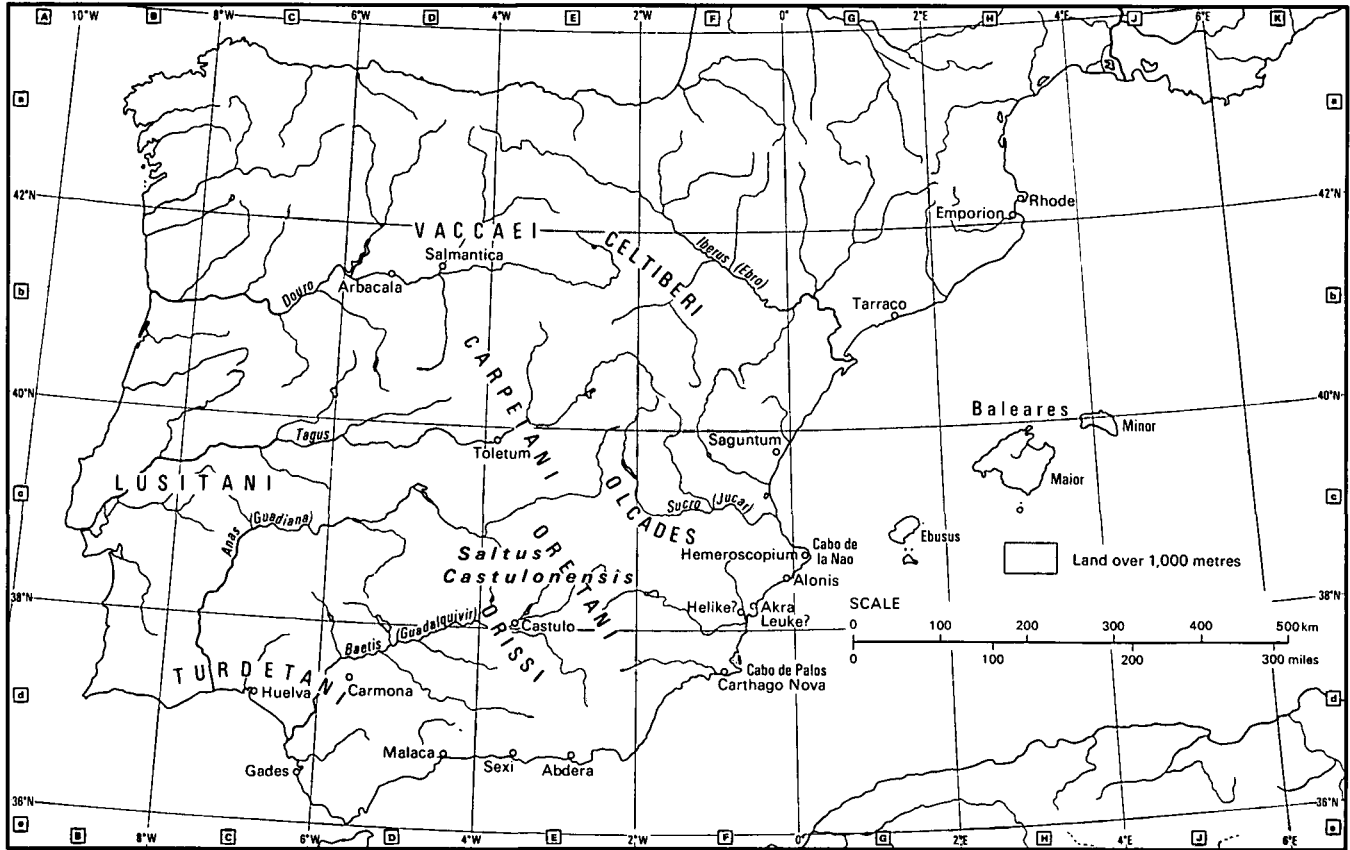 A 10°W B 8°W C 6°W D 4°W E 2°W F 0° G 2°E H 4°E J 6°E K
a a
42°N 42°N
Rhode
Emporion
VACCAEI
Salmantica
CELTIBERI
Iberus (Ebro)
Arbacala
Douro
b b
Tarraco
CARPETANI
40°N 40°N
Baleares
Minor
Tagus
Toletum
Saguntum
Maior
LUSITANI
OLCADES
c c
Sucro (Jucar)
Anas (Guadiana)
Ebusus
ORETANI
Saltus
Castulonensis
Hemeroscopium
Cabo de
la Nao
Land over 1,000 metres
Alonis
38°N 38°N
Helike?
Akra
Leuke?
SCALE
0 100 200 300 400 500km
0 100 200 300 miles
Baetis (Guadalquivir)
Castulo
ORISSI
TURDETANI
Huelva
Carmona
Cabo de Palos
Carthago Nova
d d
Malaca
Sexi
Abdera
Gades
36°N 36°N
e e
B 8°W C 6°W D 4°W E 2°W F 0° G 2°E H 4°E J 6°E